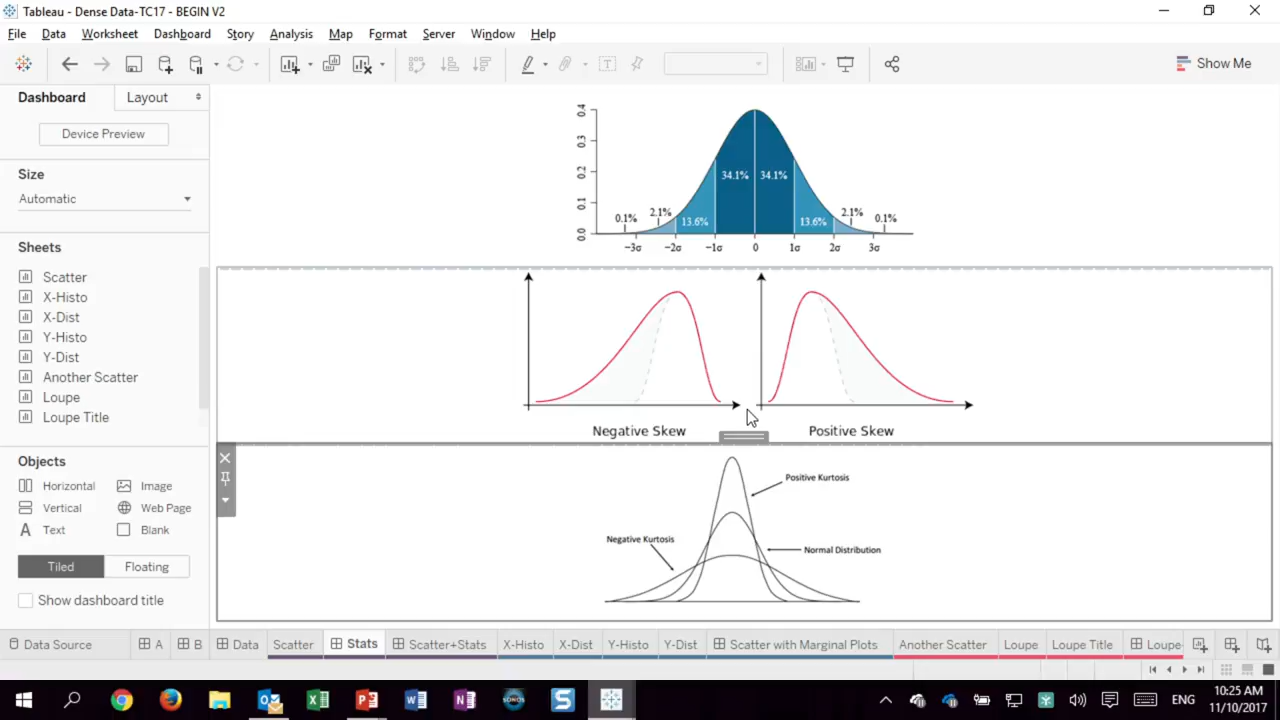 Tableau - Dense Data-TC17 - BEGIN V2
File Data Worksheet Dashboard Story Analysis Map Format Server Window Help
Show Me
Dashboard Layout
Device Preview
Size
Automatic
Sheets
Scatter
X-Histo
X-Dist
Y-Histo
Y-Dist
Another Scatter
Loupe
Loupe Title
Objects
Horizontal Image
Vertical Web Page
A Text Blank
Tiled Floating
Show dashboard title
0.4
0.3
0.2
0.1
0.0
34.1% 34.1%
0.1% 2.1% 13.6% 13.6% 2.1% 0.1%
−3σ −2σ −1σ 0 1σ 2σ 3σ
Negative Skew Positive Skew
Positive Kurtosis
Negative Kurtosis
Normal Distribution
Data Source A B Data Scatter Stats Scatter+Stats X-Histo X-Dist Y-Histo Y-Dist Scatter with Marginal Plots Another Scatter Loupe Loupe Title Loupe-
SONOS S ENG 10:25 AM
11/10/2017